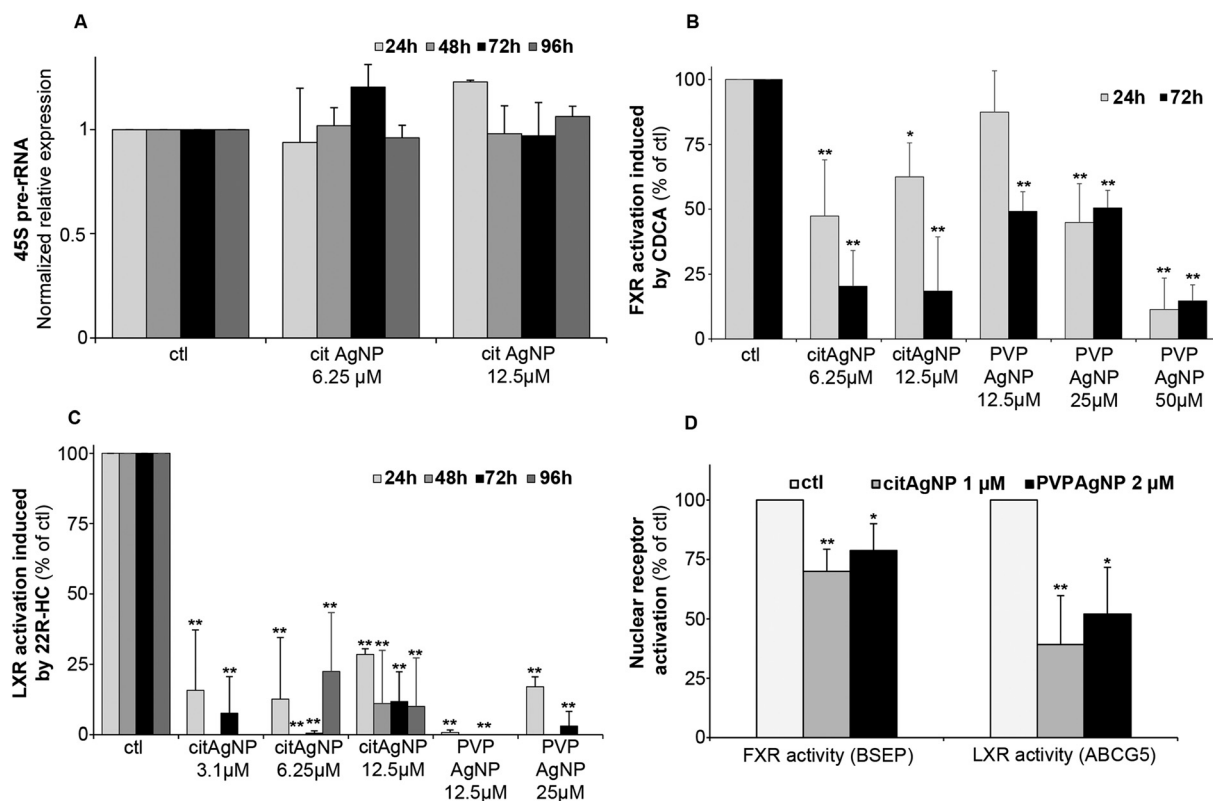 A
24h 48h 72h 96h
45S pre-rRNA
Normalized relative expression
1
0.5
0
ctl
cit AgNP
6.25 µM
cit AgNP
12.5µM
B
24h 72h
FXR activation induced
by CDCA (% of ctl)
100
75
50
25
0
** ** * ** ** ** ** ** **
ctl
citAgNP
6.25µM
citAgNP
12.5µM
PVP
AgNP
12.5µM
PVP
AgNP
25µM
PVP
AgNP
50µM
C
24h 48h 72h 96h
LXR activation induced
by 22R-HC (% of ctl)
100
75
50
25
0
** ** ** ** ** ** ** ** ** ** ** ** ** **
ctl
citAgNP
3.1µM
citAgNP
6.25µM
citAgNP
12.5µM
PVP
AgNP
12.5µM
PVP
AgNP
25µM
D
ctl citAgNP 1 µM PVPAgNP 2 µM
Nuclear receptor
activation (% of ctl)
100
75
50
25
0
** * ** *
FXR activity (BSEP)
LXR activity (ABCG5)